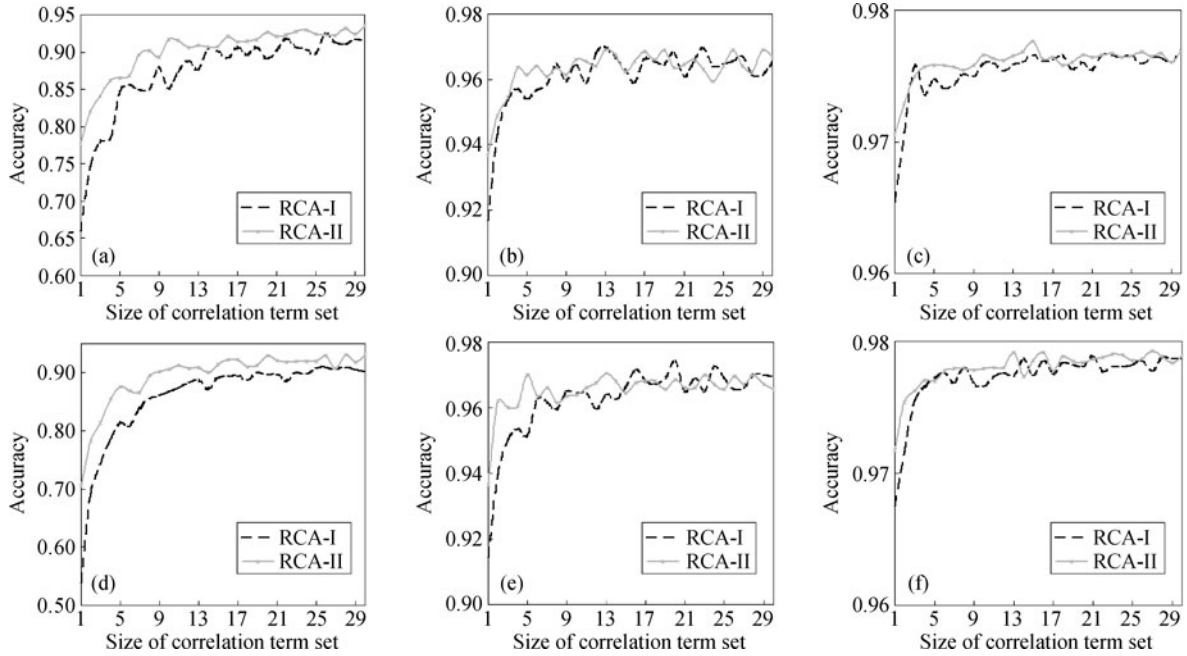 0.95
0.90
0.85
0.80
0.75
0.70
0.65
0.60
Accuracy
RCA-I
RCA-II
(a)
1 5 9 13 17 21 25 29
Size of correlation term set
0.98
0.96
0.94
0.92
0.90
Accuracy
RCA-I
RCA-II
(b)
1 5 9 13 17 21 25 29
Size of correlation term set
0.98
0.97
0.96
Accuracy
RCA-I
RCA-II
(c)
1 5 9 13 17 21 25 29
Size of correlation term set
0.90
0.80
0.70
0.60
0.50
Accuracy
RCA-I
RCA-II
(d)
1 5 9 13 17 21 25 29
Size of correlation term set
0.98
0.96
0.94
0.92
0.90
Accuracy
RCA-I
RCA-II
(e)
1 5 9 13 17 21 25 29
Size of correlation term set
0.98
0.97
0.96
Accuracy
RCA-I
RCA-II
(f)
1 5 9 13 17 21 25 29
Size of correlation term set